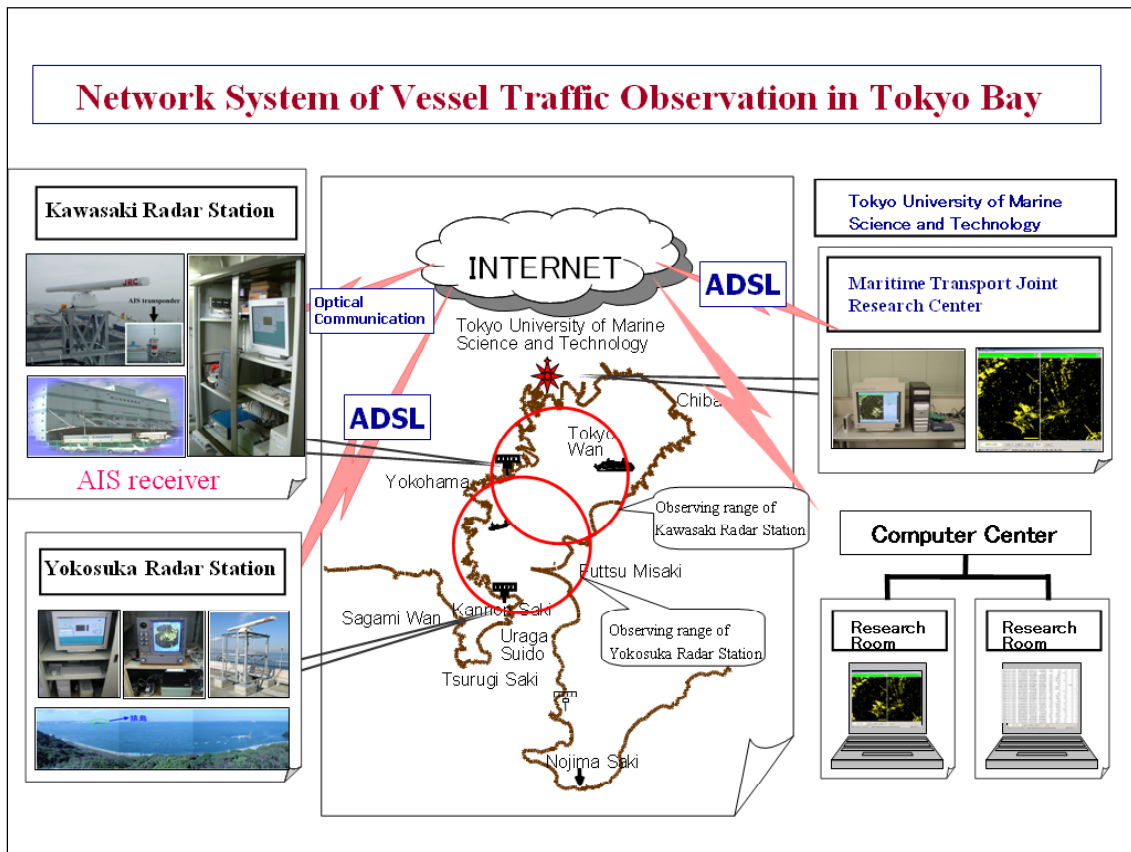 Network System of Vessel Traffic Observation in Tokyo Bay
Kawasaki Radar Station
JRC
AIS transponder
AIS receiver
Yokosuka Radar Station
猿島
INTERNET
Optical
Communication
ADSL
ADSL
Tokyo University of Marine
Science and Technology
Chiba
Tokyo
Wan
Yokohama
Observing range of
Kawasaki Radar Station
Futtsu Misaki
Sagami Wan
Kannon Saki
Uraga
Suido
Observing range of
Yokosuka Radar Station
Tsurugi Saki
Nojima Saki
Tokyo University of Marine
Science and Technology
Maritime Transport Joint
Research Center
Computer Center
Research
Room
Research
Room